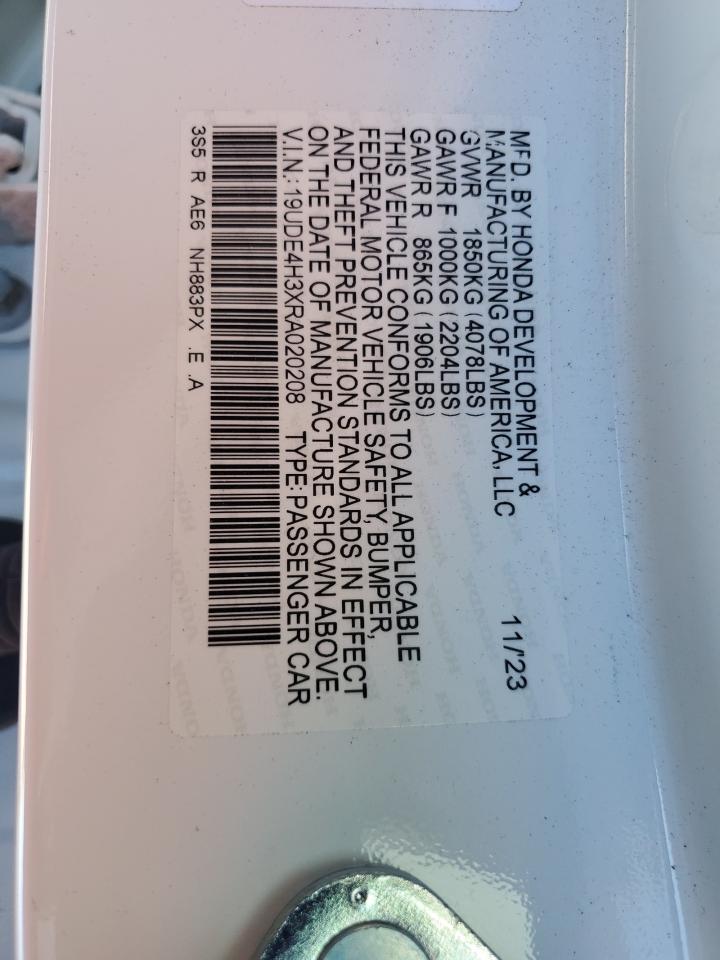 MFD. BY HONDA DEVELOPMENT &
MANUFACTURING OF AMERICA, LLC 11/'23
GVWR 1850KG (4078LBS)
GAWR F 1000KG (2204LBS)
GAWR R 865KG (1906LBS)
THIS VEHICLE CONFORMS TO ALL APPLICABLE
FEDERAL MOTOR VEHICLE SAFETY, BUMPER,
AND THEFT PREVENTION STANDARDS IN EFFECT
ON THE DATE OF MANUFACTURE SHOWN ABOVE.
V.I.N.: 19UDE4H3XRA020208 TYPE: PASSENGER CAR
3S5 R AE6 NH883PX .E .A